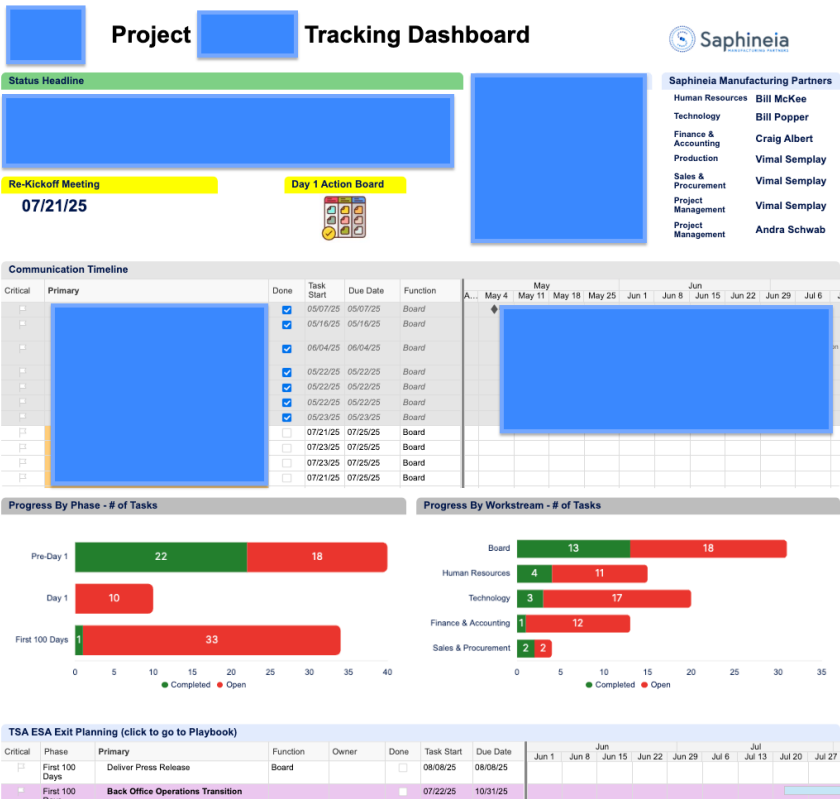 Project Tracking Dashboard
Saphineia
MANUFACTURING PARTNERS
Status Headline
Saphineia Manufacturing Partners
Human Resources Bill McKee
Technology Bill Popper
Finance & Accounting Craig Albert
Production Vimal Semplay
Sales & Procurement Vimal Semplay
Project Management Vimal Semplay
Project Management Andra Schwab
Re-Kickoff Meeting
07/21/25
Day 1 Action Board
Communication Timeline
Critical Primary Done Task Start Due Date Function
May Jun
A... May 4 May 11 May 18 May 25 Jun 1 Jun 8 Jun 15 Jun 22 Jun 29 Jul 6
05/07/25 05/07/25 Board
05/16/25 05/16/25 Board
06/04/25 06/04/25 Board
05/22/25 05/22/25 Board
05/22/25 05/22/25 Board
05/22/25 05/22/25 Board
05/23/25 05/23/25 Board
07/21/25 07/25/25 Board
07/23/25 07/25/25 Board
07/23/25 07/25/25 Board
07/21/25 07/25/25 Board
Progress By Phase - # of Tasks
Pre-Day 1 22 18
Day 1 10
First 100 Days 1 33
0 5 10 15 20 25 30 35 40
Completed Open
Progress By Workstream - # of Tasks
Board 13 18
Human Resources 4 11
Technology 3 17
Finance & Accounting 1 12
Sales & Procurement 2 2
0 5 10 15 20 25 30 35
Completed Open
TSA ESA Exit Planning (click to go to Playbook)
Critical Phase Primary Function Owner Done Task Start Due Date
Jun Jul
Jun 1 Jun 8 Jun 15 Jun 22 Jun 29 Jul 6 Jul 13 Jul 20 Jul 27
First 100 Days Deliver Press Release Board 08/08/25 08/08/25
First 100 Back Office Operations Transition 07/22/25 10/31/25